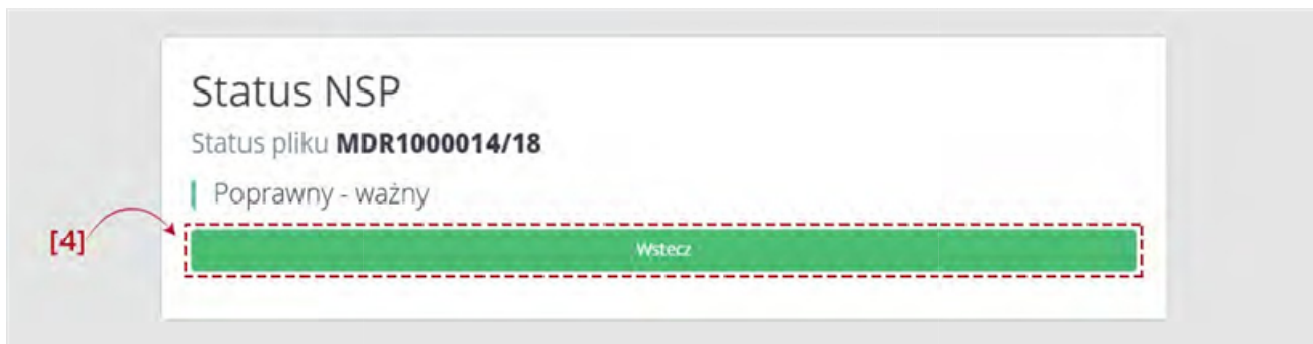 Status NSP
Status pliku MDR1000014/18
Poprawny - ważny
[4]
Wstecz